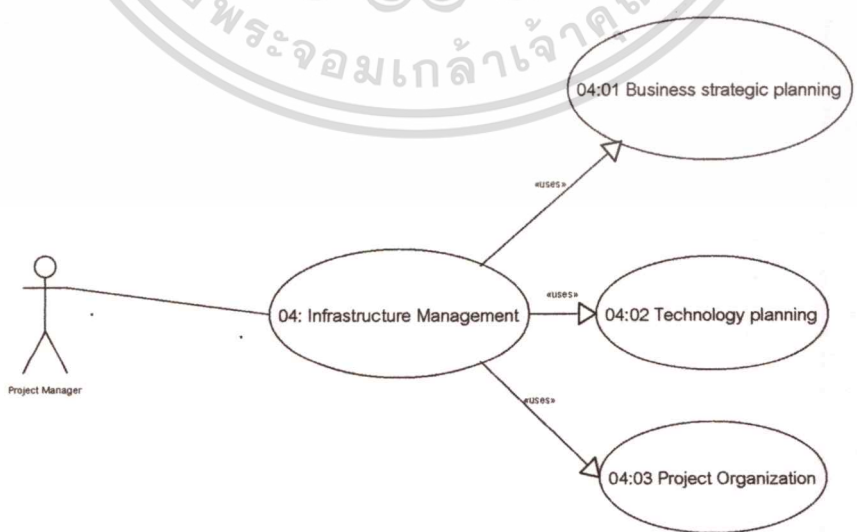 พระจอมเกล้าเจ้าคุณ
04:01 Business strategic planning
«uses»
04: Infrastructure Management
«uses»
04:02 Technology planning
Project Manager
«uses»
04:03 Project Organization